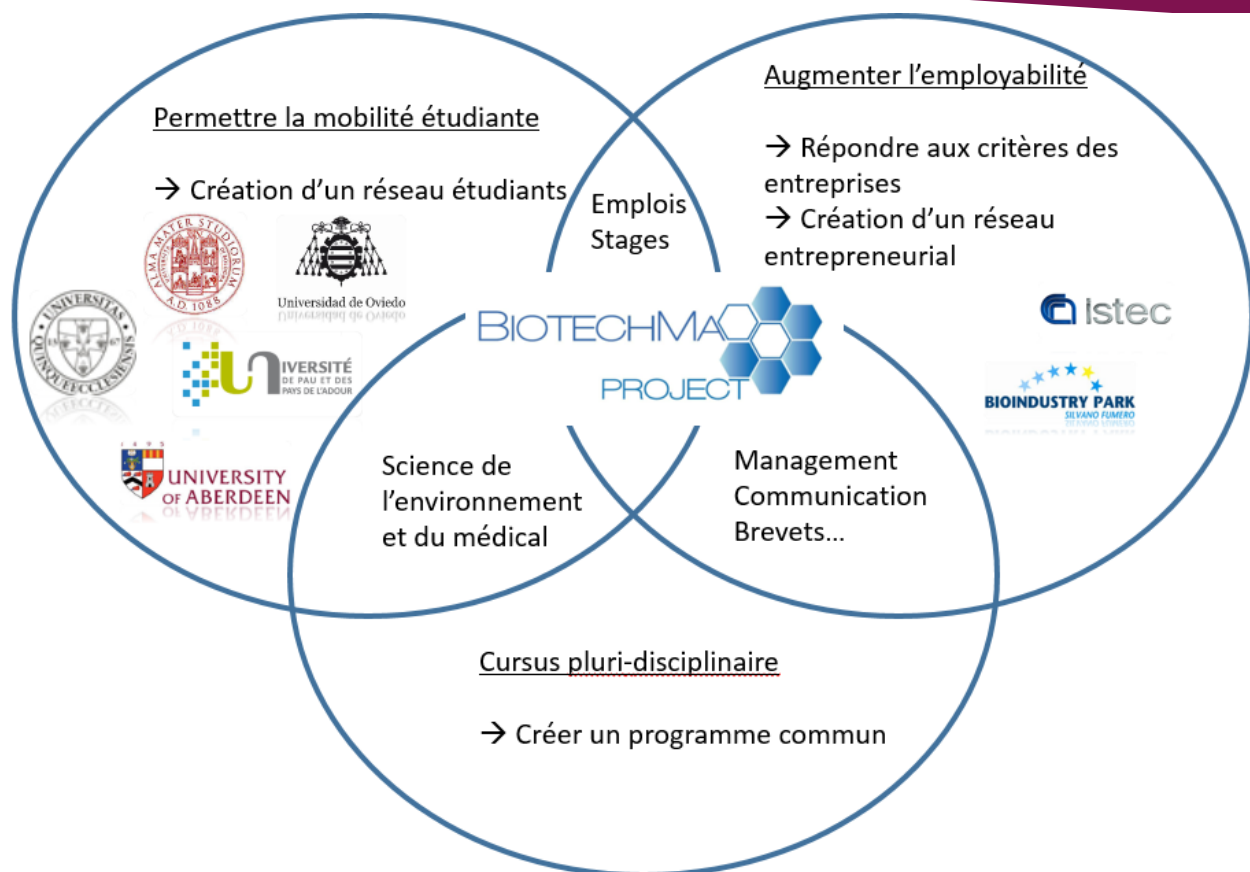 Permettre la mobilité étudiante
→ Création d'un réseau étudiants
ALMA MATER STUDIORUM
A.D. 1088
Universidad de Oviedo
UNIVERSITAS
QUINQUEECCLESIENSIS
13 67
UNIVERSITÉ
DE PAU ET DES
PAYS DE L'ADOUR
1495
UNIVERSITY
OF ABERDEEN
Emplois
Stages
Augmenter l'employabilité
→ Répondre aux critères des
entreprises
→ Création d'un réseau
entrepreneurial
istec
BIOINDUSTRY PARK
SILVANO FUMERO
BIOTECHMA
PROJECT
Science de
l'environnement
et du médical
Management
Communication
Brevets...
Cursus pluri-disciplinaire
→ Créer un programme commun